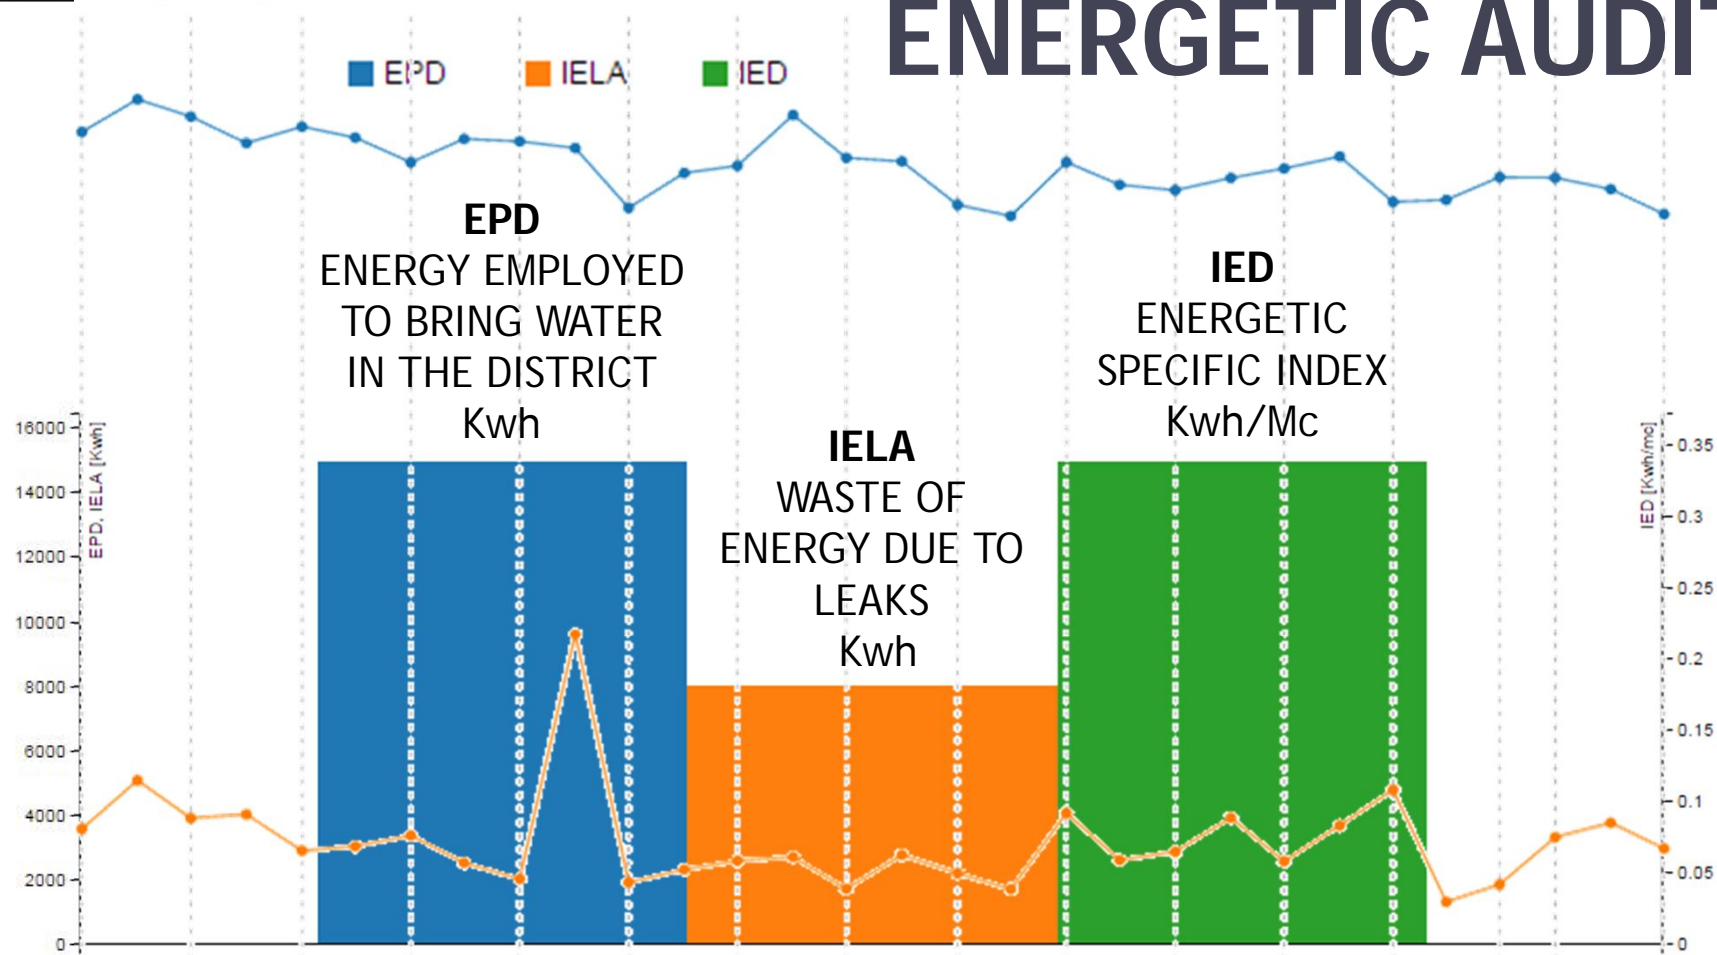 ENERGETIC AUDIT
EPD IELA IED
EPD
ENERGY EMPLOYED
TO BRING WATER
IN THE DISTRICT
Kwh
IELA
WASTE OF
ENERGY DUE TO
LEAKS
Kwh
IED
ENERGETIC
SPECIFIC INDEX
Kwh/Mc
EPD, IELA [Kwh]
16000
14000
12000
10000
8000
6000
4000
2000
0
IED [Kwh/mc]
0.35
0.3
0.25
0.2
0.15
0.1
0.05
0